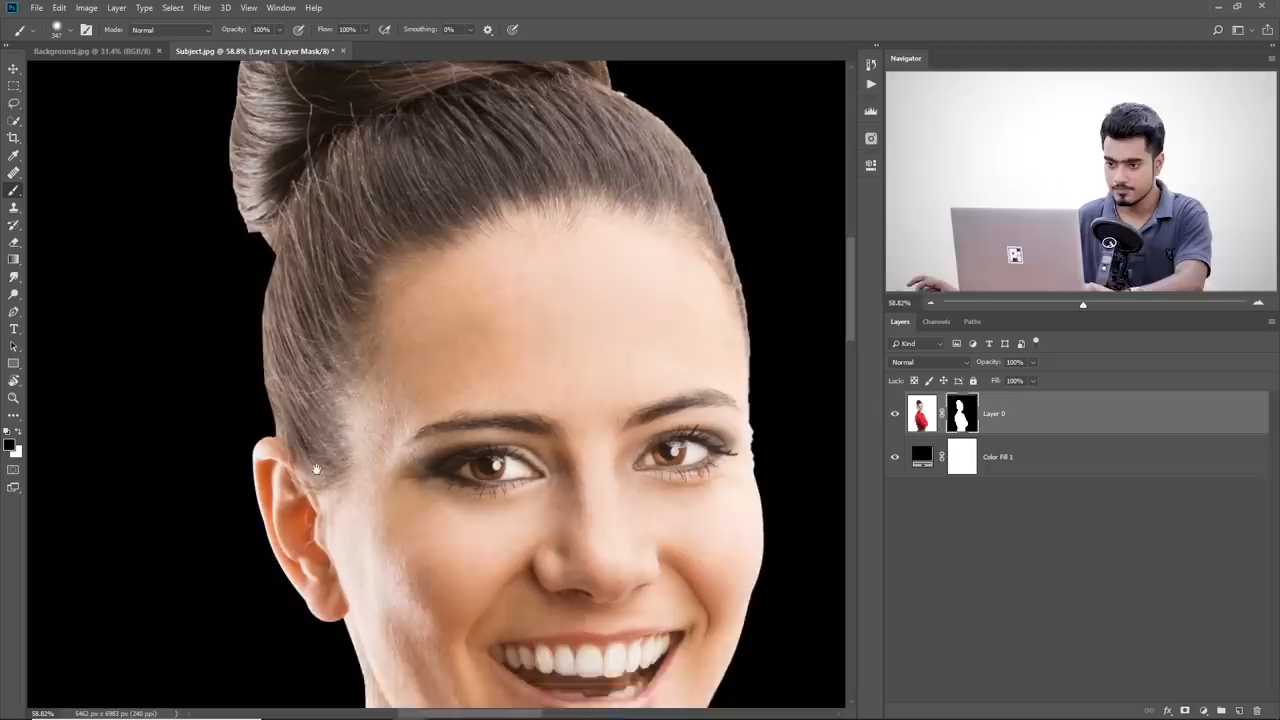 Ps File Edit Image Layer Type Select Filter 3D View Window Help
347 Mode: Normal Opacity: 100% Flow: 100% Smoothing: 0%
Background.jpg @ 31.4% (RGB/8) × Subject.jpg @ 58.8% (Layer 0, Layer Mask/8) * ×
Navigator
58.82%
Layers Channels Paths
Kind
Normal Opacity: 100%
Lock: Fill: 100%
Layer 0
Color Fill 1
58.82% 5462 px x 6983 px (240 ppi)